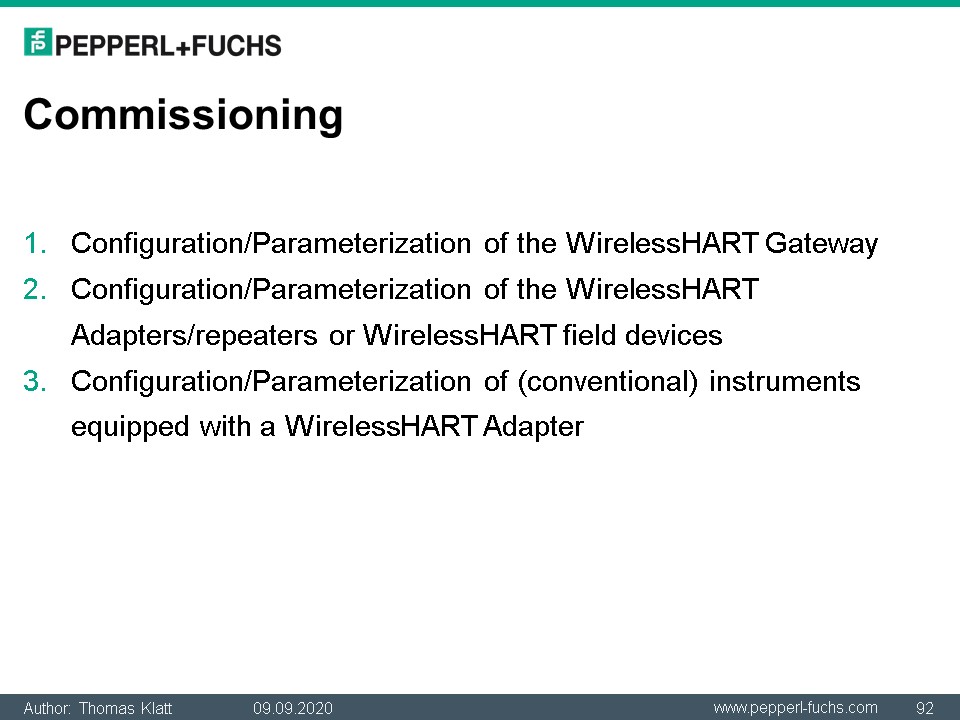 PEPPERL+FUCHS
Commissioning
1. Configuration/Parameterization of the WirelessHART Gateway
2. Configuration/Parameterization of the WirelessHART
Adapters/repeaters or WirelessHART field devices
3. Configuration/Parameterization of (conventional) instruments
equipped with a WirelessHART Adapter
Author: Thomas Klatt 09.09.2020 www.pepperl-fuchs.com 92